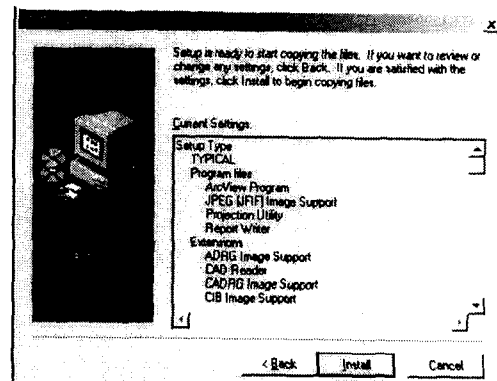 x
Setup is ready to start copying the files. If you want to review or
change any settings, click Back. If you are satisfied with the
settings, click Install to begin copying files.
Current Settings:
Setup Type
TYPICAL
Program files
ArcView Program
JPEG (JFIF) Image Support
Projection Utility
Report Writer
Extensions
ADRG Image Support
CAD Reader
CADRG Image Support
CIB Image Support
< Back
Install
Cancel